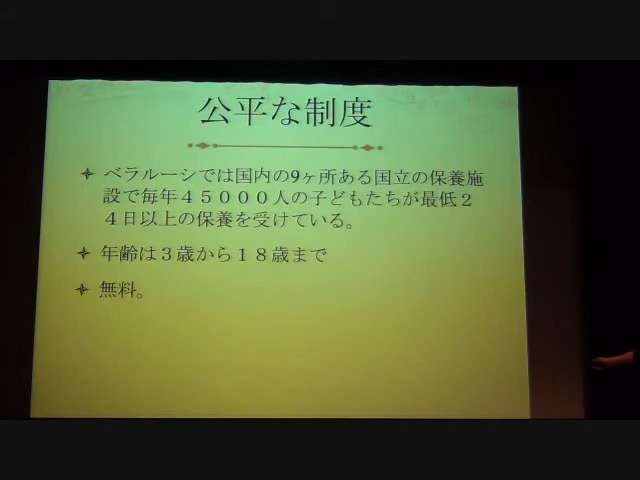 公平な制度
ベラルーシでは国内の9ヶ所ある国立の保養施
設で毎年４５０００人の子どもたちが最低２
４日以上の保養を受けている。
年齢は３歳から１８歳まで
無料。